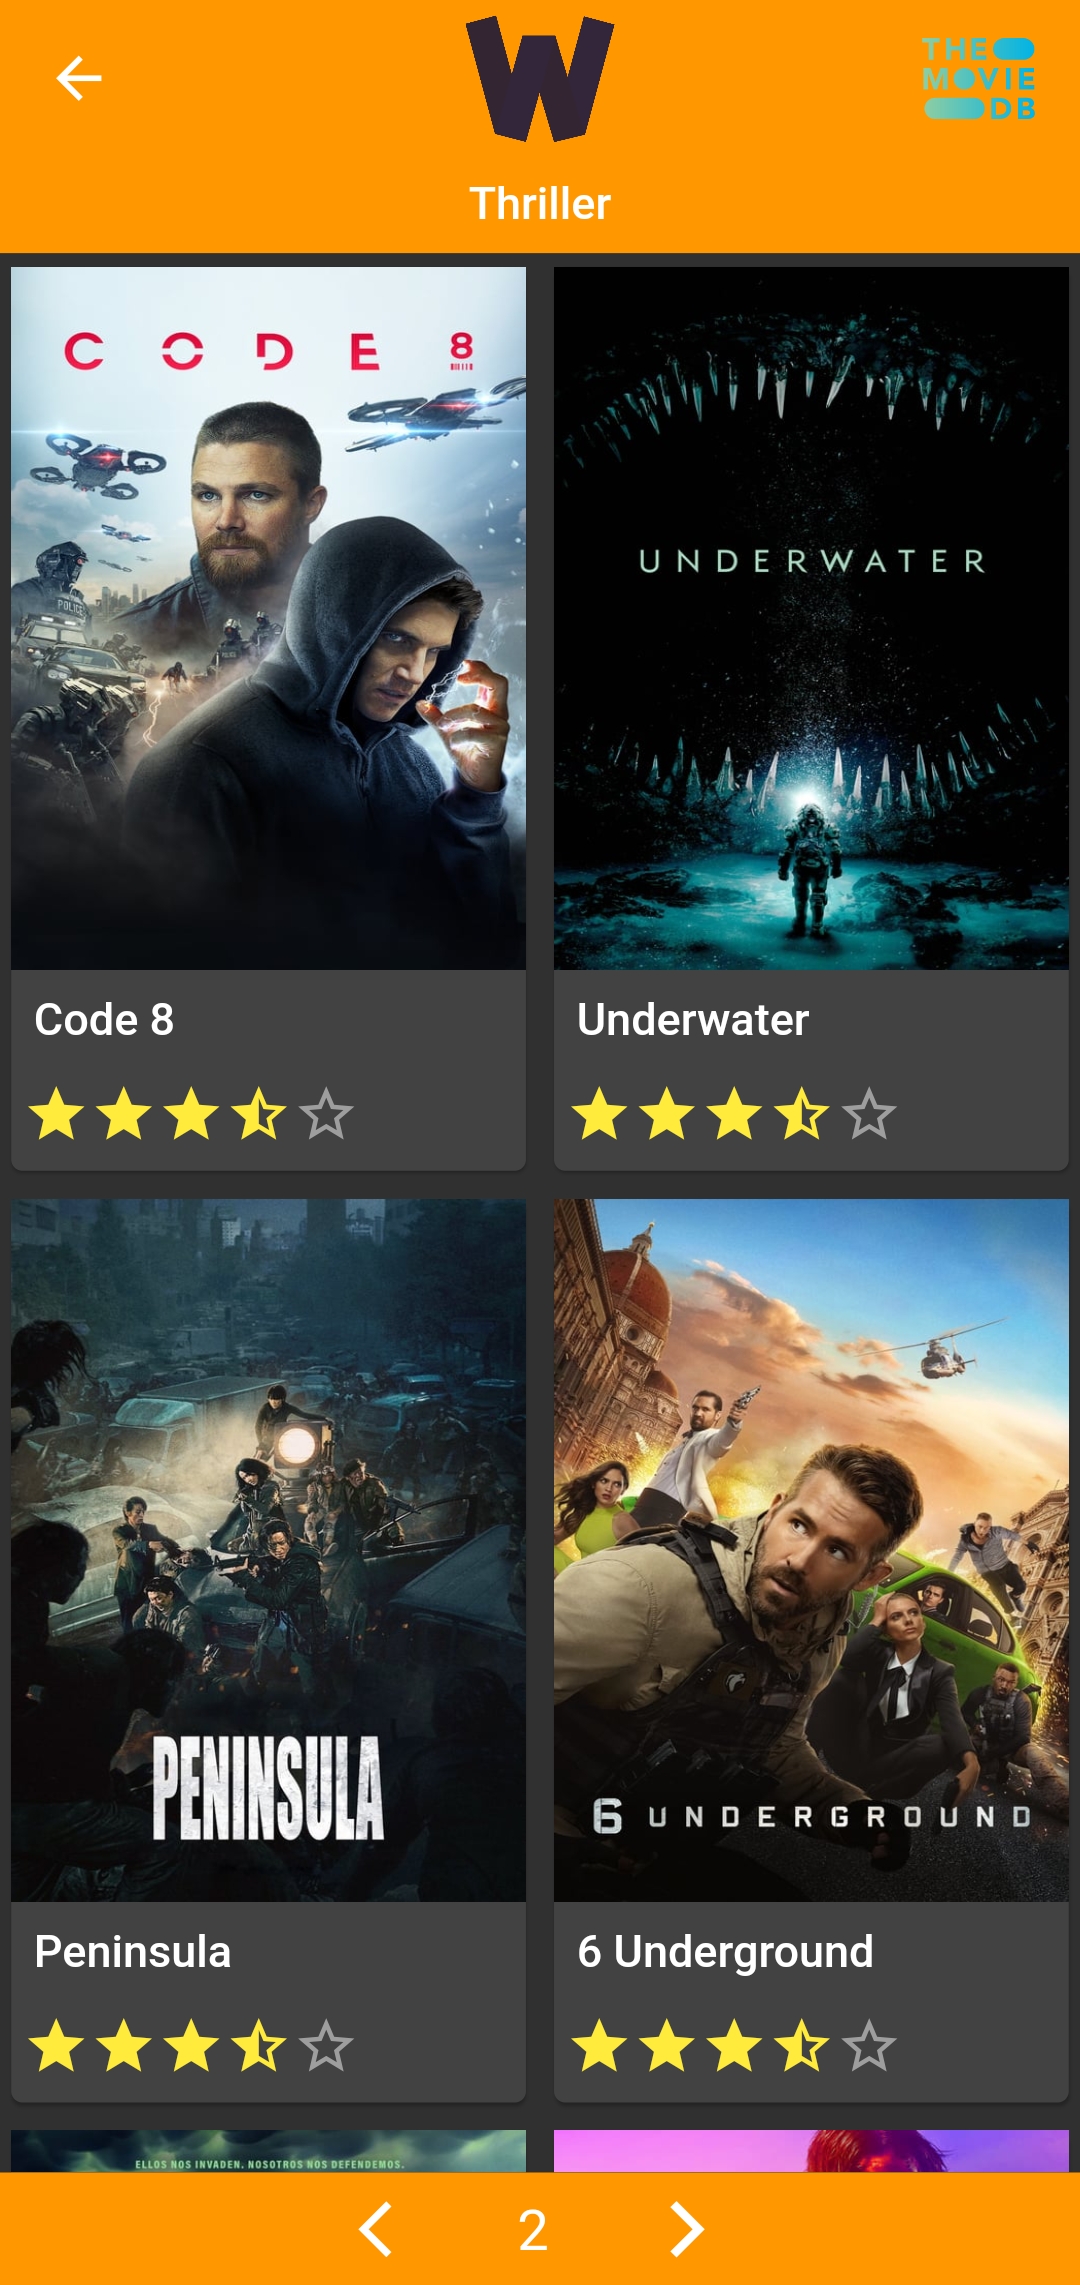 W
THE
MOVIE
DB
Thriller
CODE 8
POLICE
UNDERWATER
Code 8
Underwater
PENINSULA
6 UNDERGROUND
Peninsula
6 Underground
ELLOS NOS INVADEN. NOSOTROS NOS DEFENDEMOS.
2